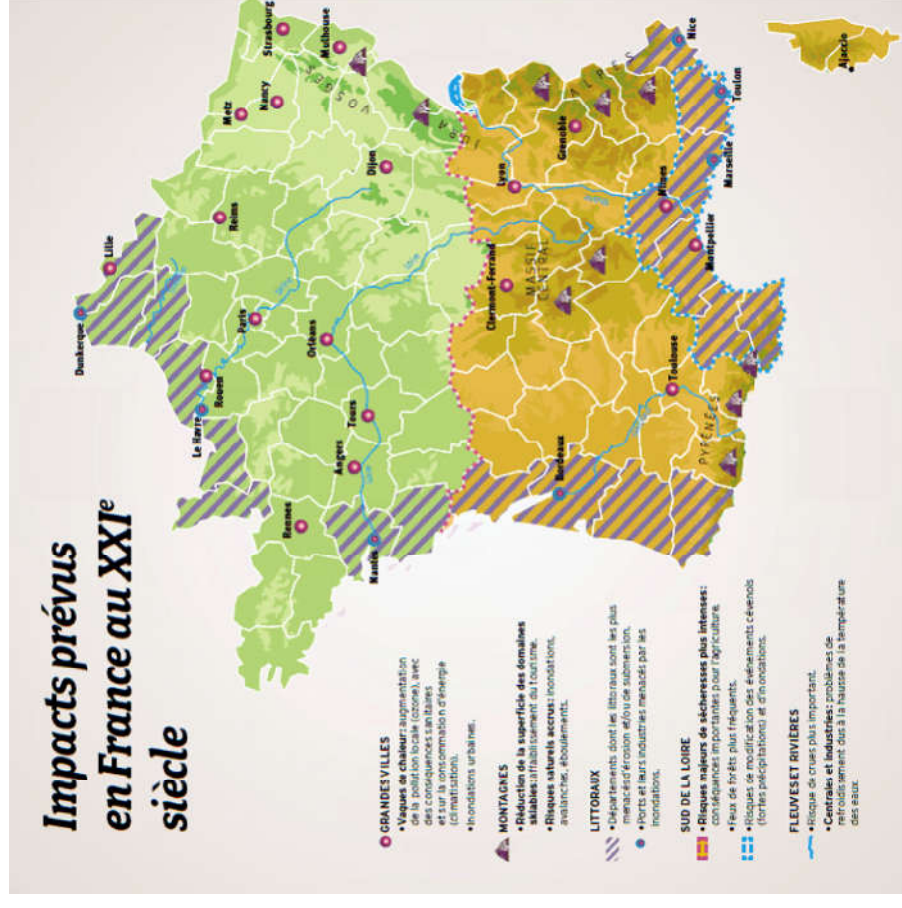 Impacts prévus
en France au XXIe
siècle
GRANDES VILLES
• Vagues de chaleur: augmentation
de la pollution locale (ozone), avec
des conséquences sanitaires
et sur la consommation d'énergie
(climatisation).
• Inondations urbaines.
MONTAGNES
• Réduction de la superficie des domaines
skiables: affaiblissement du tourisme.
• Risques naturels accrus: inondations,
avalanches, éboulements.
LITTORAUX
• Départements dont les littoraux sont les plus
menacés d'érosion et/ou de submersion.
• Ports et leurs industries menacés par les
inondations.
SUD DE LA LOIRE
• Risques majeurs de sécheresses plus intenses:
conséquences importantes pour l'agriculture.
• Feux de forêts plus fréquents.
• Risques de modification des événements cévenols
(fortes précipitations) et d'inondations.
FLEUVES ET RIVIÈRES
• Risque de crues plus important.
• Centrales et industries: problèmes de
refroidissement dus à la hausse de la température
des eaux.
Dunkerque
Lille
Le Havre
Rouen
Reims
Metz
Nancy
Strasbourg
Paris
Seine
VOSGES
Mulhouse
Rennes
Orléans
Angers
Tours
Loire
Loire
Dijon
Nantes
JURA
Clermont-Ferrand
Lyon
MASSIF
CENTRAL
Grenoble
ALPES
Bordeaux
Toulouse
Nîmes
Montpellier
Marseille
Toulon
Nice
PYRÉNÉES
Ajaccio